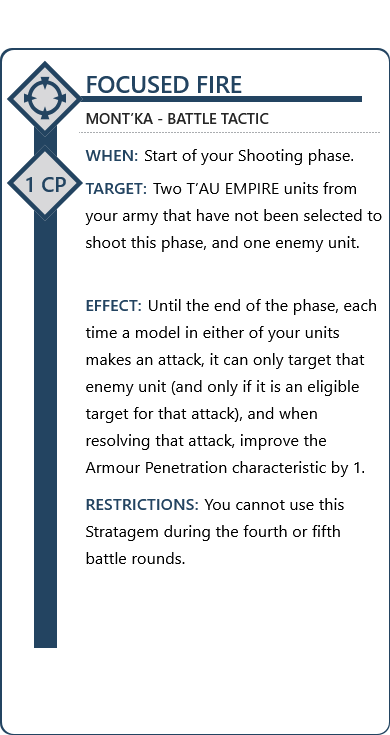 FOCUSED FIRE
MONT'KA - BATTLE TACTIC
1 CP
WHEN: Start of your Shooting phase.
TARGET: Two T'AU EMPIRE units from
your army that have not been selected to
shoot this phase, and one enemy unit.
EFFECT: Until the end of the phase, each
time a model in either of your units
makes an attack, it can only target that
enemy unit (and only if it is an eligible
target for that attack), and when
resolving that attack, improve the
Armour Penetration characteristic by 1.
RESTRICTIONS: You cannot use this
Stratagem during the fourth or fifth
battle rounds.